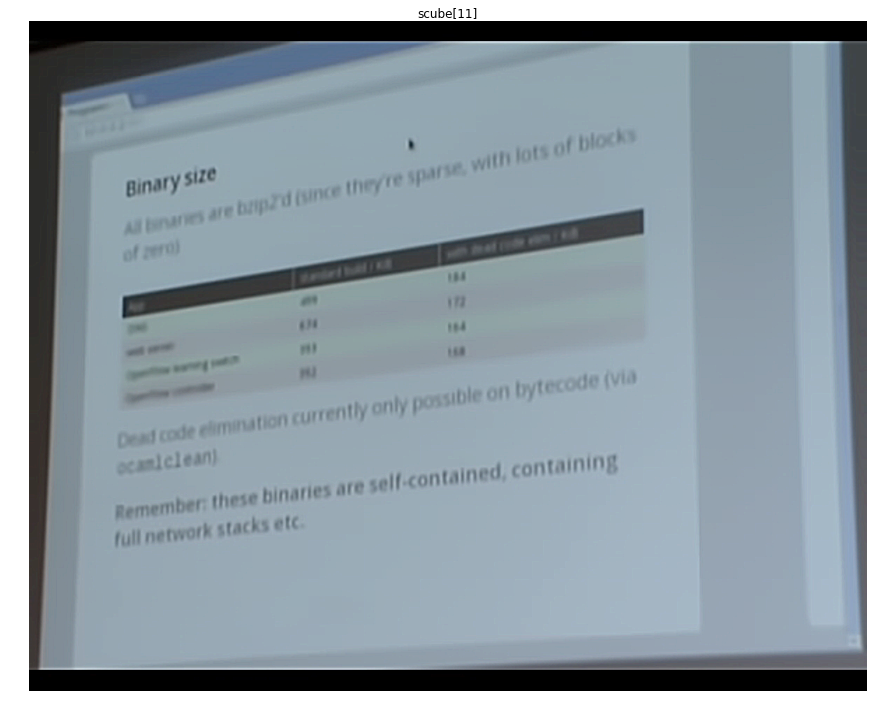 scube[11]
Binary size
All binaries are bzip2'd (since they're sparse, with lots of blocks
of zero)
App standard build / KiB with dead code elim / KiB
DNS 184
web server 674 172
OpenFlow learning switch 393 164
OpenFlow controller 392 168
Dead code elimination currently only possible on bytecode (via
ocamlclean)
Remember: these binaries are self-contained, containing
full network stacks etc.